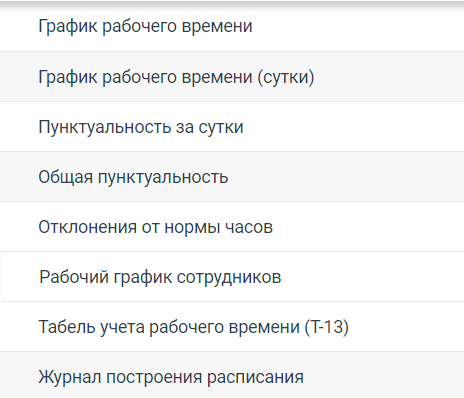 График рабочего времени
График рабочего времени (сутки)
Пунктуальность за сутки
Общая пунктуальность
Отклонения от нормы часов
Рабочий график сотрудников
Табель учета рабочего времени (Т-13)
Журнал построения расписания